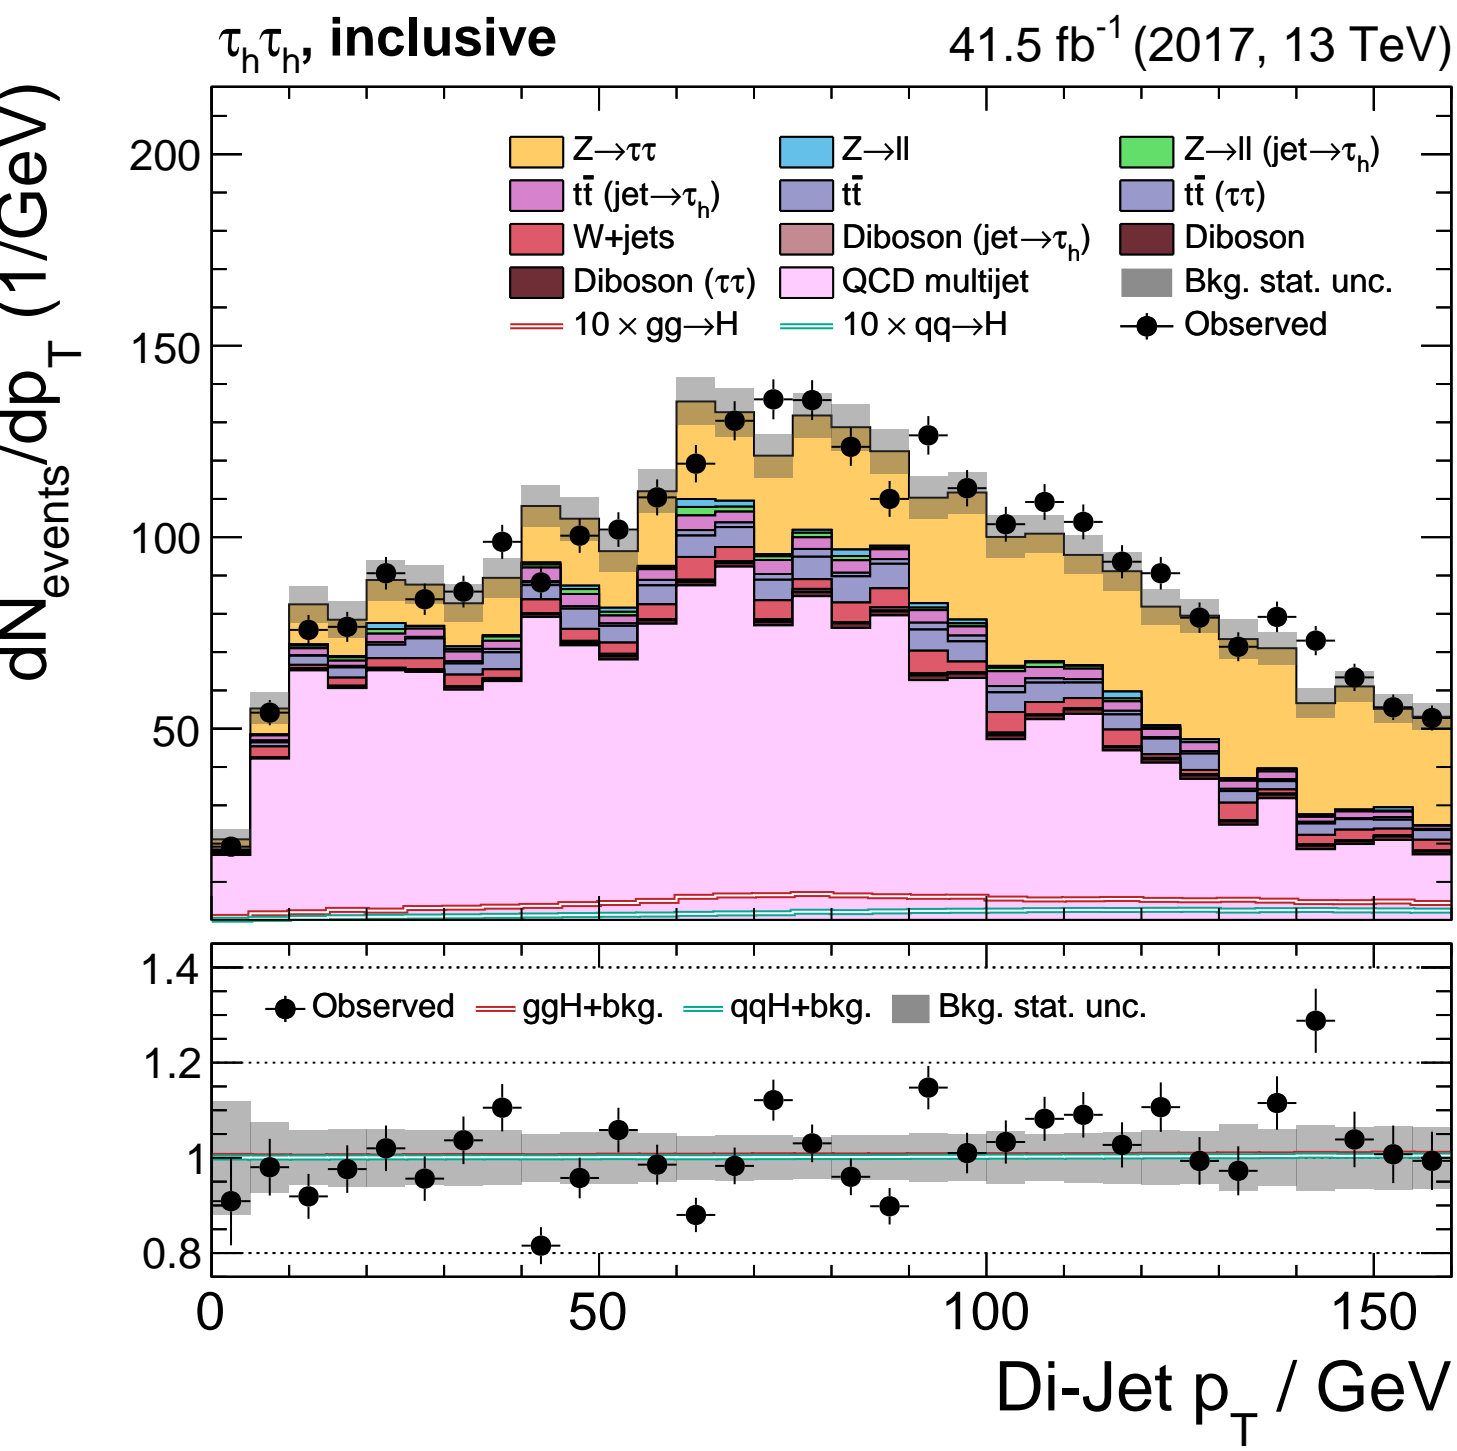 τhτh, inclusive
41.5 fb-1 (2017, 13 TeV)
dNevents/dpT (1/GeV)
200
150
100
50
Z→ττ
Z→ll
Z→ll (jet→τh)
tt̄ (jet→τh)
tt̄
tt̄ (ττ)
W+jets
Diboson (jet→τh)
Diboson
Diboson (ττ)
QCD multijet
Bkg. stat. unc.
10 × gg→H
10 × qq→H
Observed
1.4
1.2
1
0.8
Observed
ggH+bkg.
qqH+bkg.
Bkg. stat. unc.
0
50
100
150
Di-Jet pT / GeV